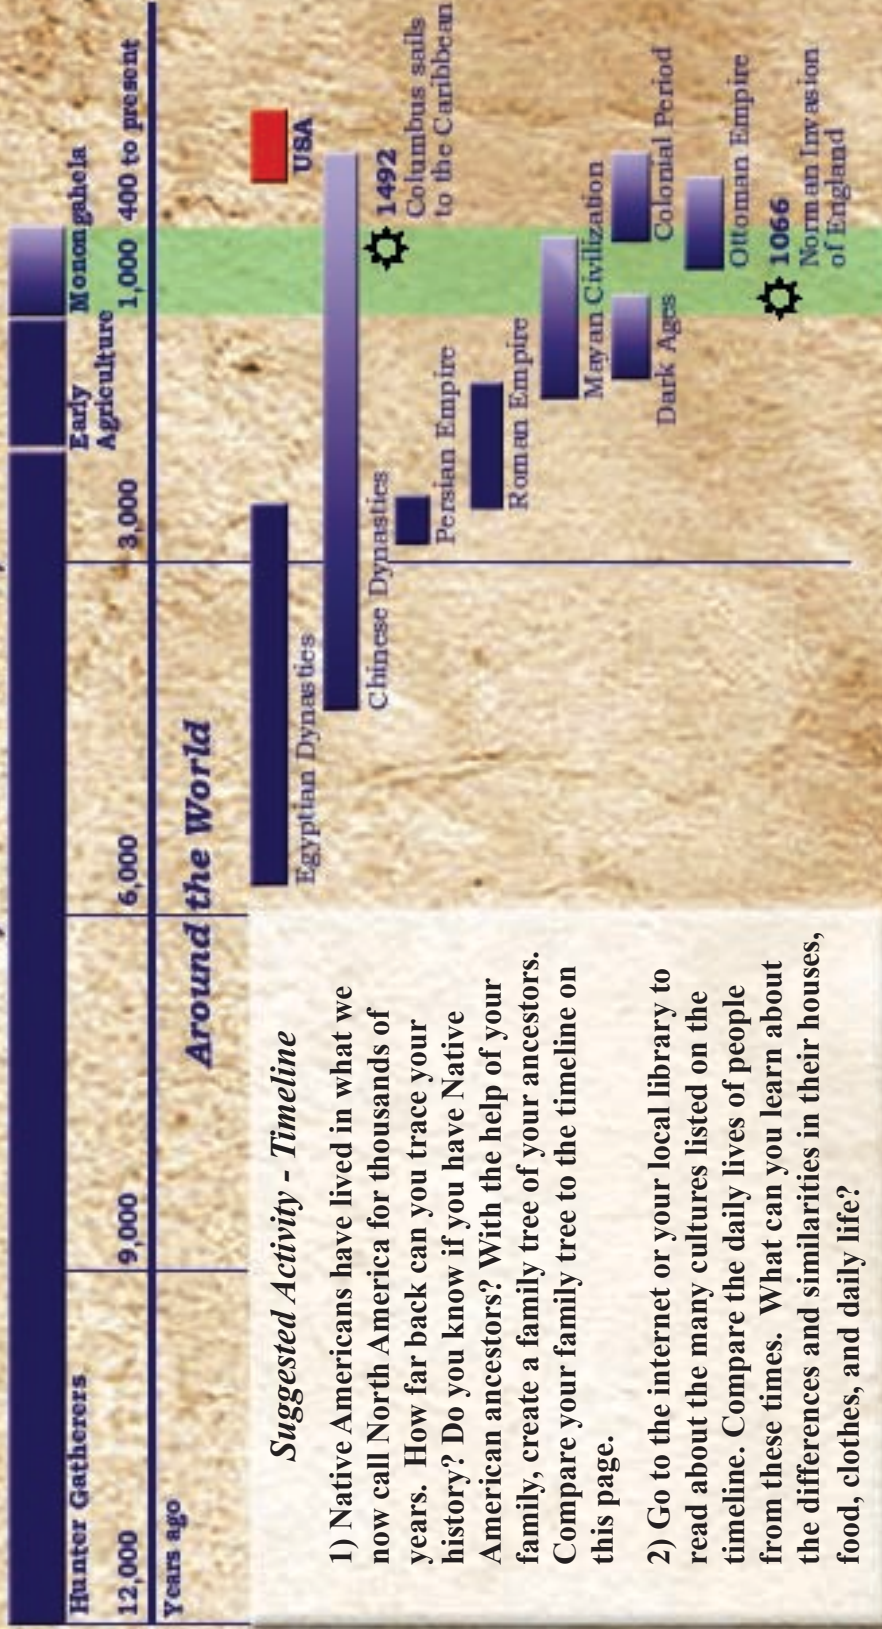 Hunter Gatherers
Early
Agriculture
Monongahela
12,000
9,000
6,000
3,000
1,000
400 to present
Years ago
Around the World
USA
Egyptian Dynasties
Chinese Dynasties
1492
Columbus sails
to the Caribbean
Persian Empire
Roman Empire
Mayan Civilization
Dark Ages
Colonial Period
Ottoman Empire
1066
Norman Invasion
of England
Suggested Activity - Timeline
1) Native Americans have lived in what we
now call North America for thousands of
years. How far back can you trace your
history? Do you know if you have Native
American ancestors? With the help of your
family, create a family tree of your ancestors.
Compare your family tree to the timeline on
this page.
2) Go to the internet or your local library to
read about the many cultures listed on the
timeline. Compare the daily lives of people
from these times. What can you learn about
the differences and similarities in their houses,
food, clothes, and daily life?